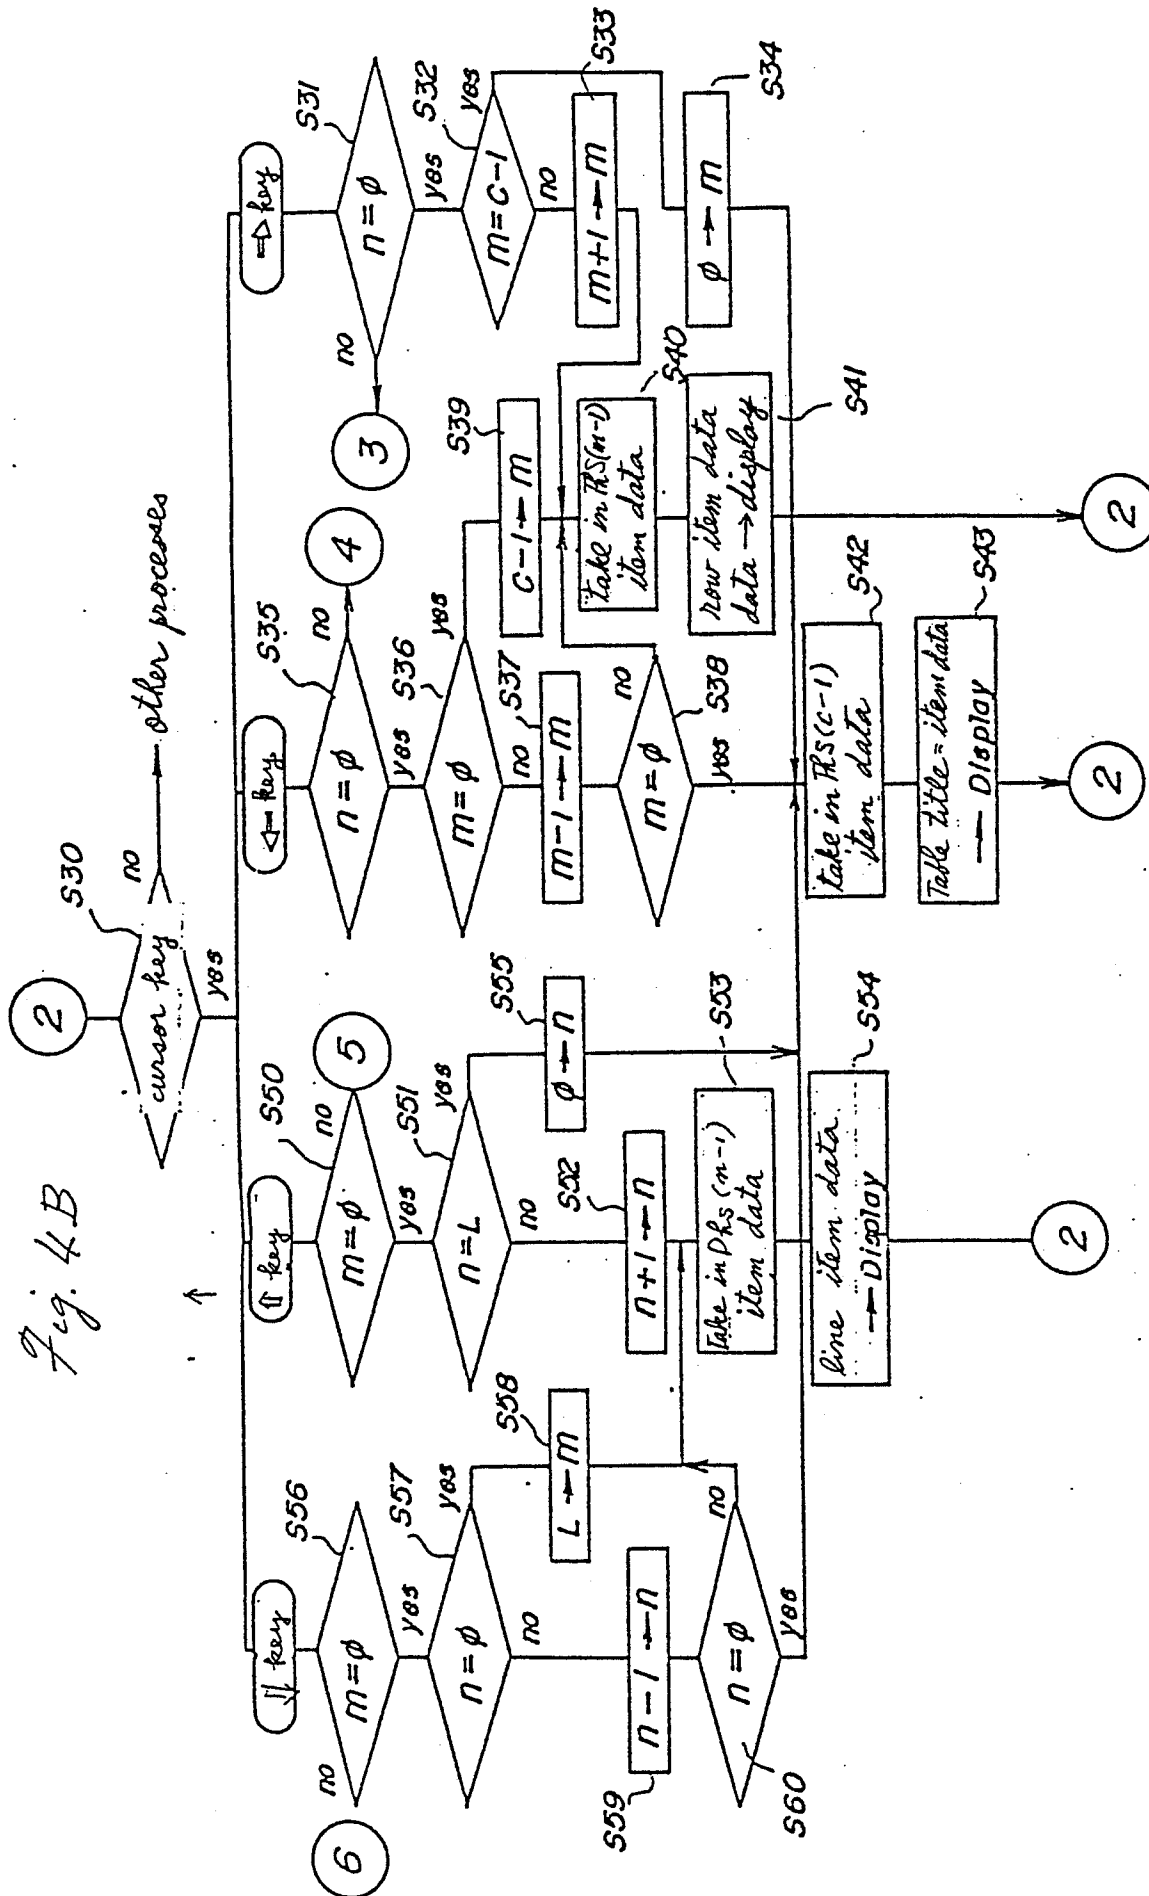 Fig. 4B
2
S30
cursor key
no
other processes
yes
⇓ key
⇑ key
⇐ key
⇒ key
S56
m=ø
no
6
yes
S57
n=ø
yes
S58
L←m
no
S59
n-1←n
S60
n=ø
no
yes
S50
m=ø
no
5
yes
S51
n=L
yes
S55
ø←n
no
S52
n+1←n
S53
Take in PhS(n-1)
item data
S54
line item data
→Display
2
S35
n=ø
no
4
yes
S36
m=ø
yes
S39
c-1←m
no
S37
m-1←m
S38
m=ø
no
yes
S40
take in PhS(m-1)
item data
S41
row item data
data→display
2
S42
take in PhS(c-1)
item data
S43
Table title=item data
→Display
2
S31
n=ø
no
3
yes
S32
m=c-1
yes
no
S33
m+1←m
S34
ø→m